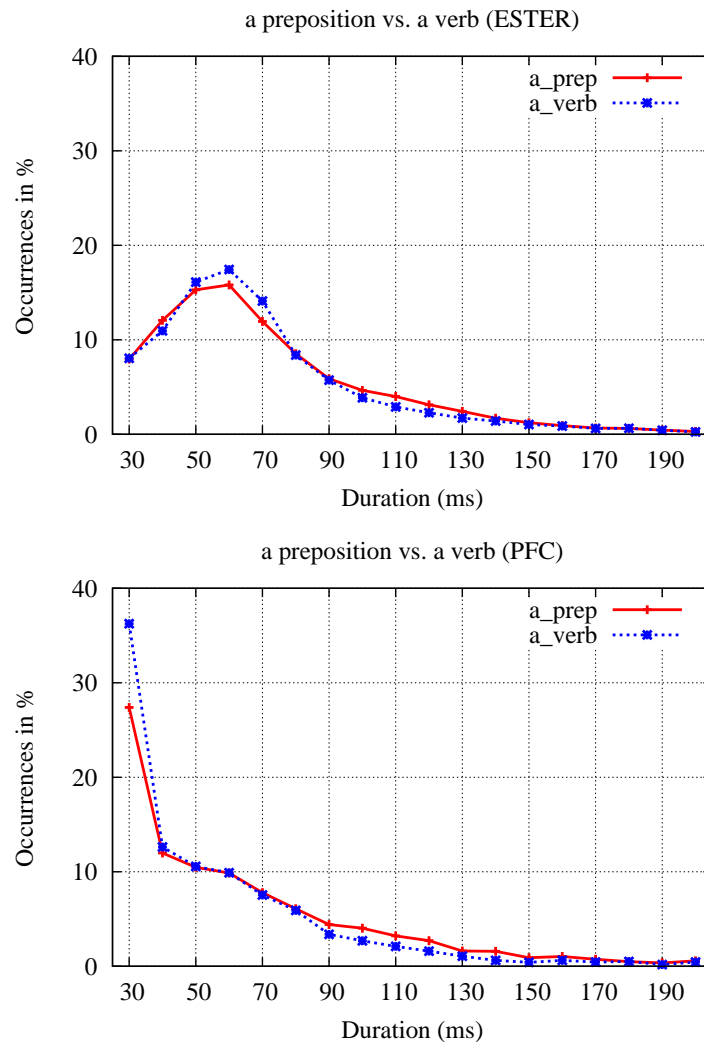 a preposition vs. a verb (ESTER)
40
30
20
10
0
Occurrences in %
a_prep
a_verb
30 50 70 90 110 130 150 170 190
Duration (ms)
a preposition vs. a verb (PFC)
40
30
20
10
0
Occurrences in %
a_prep
a_verb
30 50 70 90 110 130 150 170 190
Duration (ms)